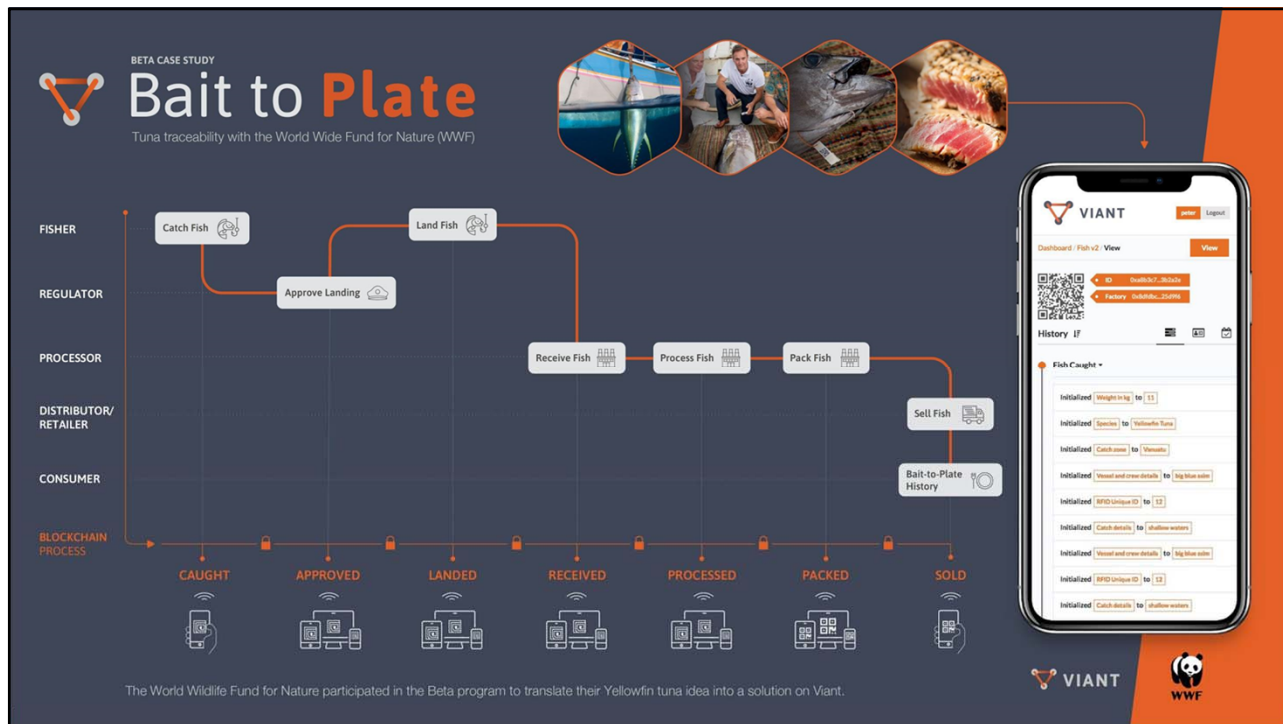 BETA CASE STUDY
Bait to Plate
Tuna traceability with the World Wide Fund for Nature (WWF)
FISHER
REGULATOR
PROCESSOR
DISTRIBUTOR/
RETAILER
CONSUMER
BLOCKCHAIN
PROCESS
Catch Fish
Approve Landing
Land Fish
Receive Fish
Process Fish
Pack Fish
Sell Fish
Bait-to-Plate
History
CAUGHT
APPROVED
LANDED
RECEIVED
PROCESSED
PACKED
SOLD
The World Wildlife Fund for Nature participated in the Beta program to translate their Yellowfin tuna idea into a solution on Viant.
VIANT
peter Logout
Dashboard / Fish v2 / View
View
ID
Factory
History
Fish Caught
Initialized Weight in kg to 11
Initialized Species to Yellowfin Tuna
Initialized Catch zone to Vanuatu
Initialized Vessel and crew details to big blue
Initialized RFID Unique ID to 12
Initialized Catch details to shallow waters
Initialized Vessel and crew details to big blue
Initialized RFID Unique ID to 12
Initialized Catch details to shallow waters
VIANT
WWF